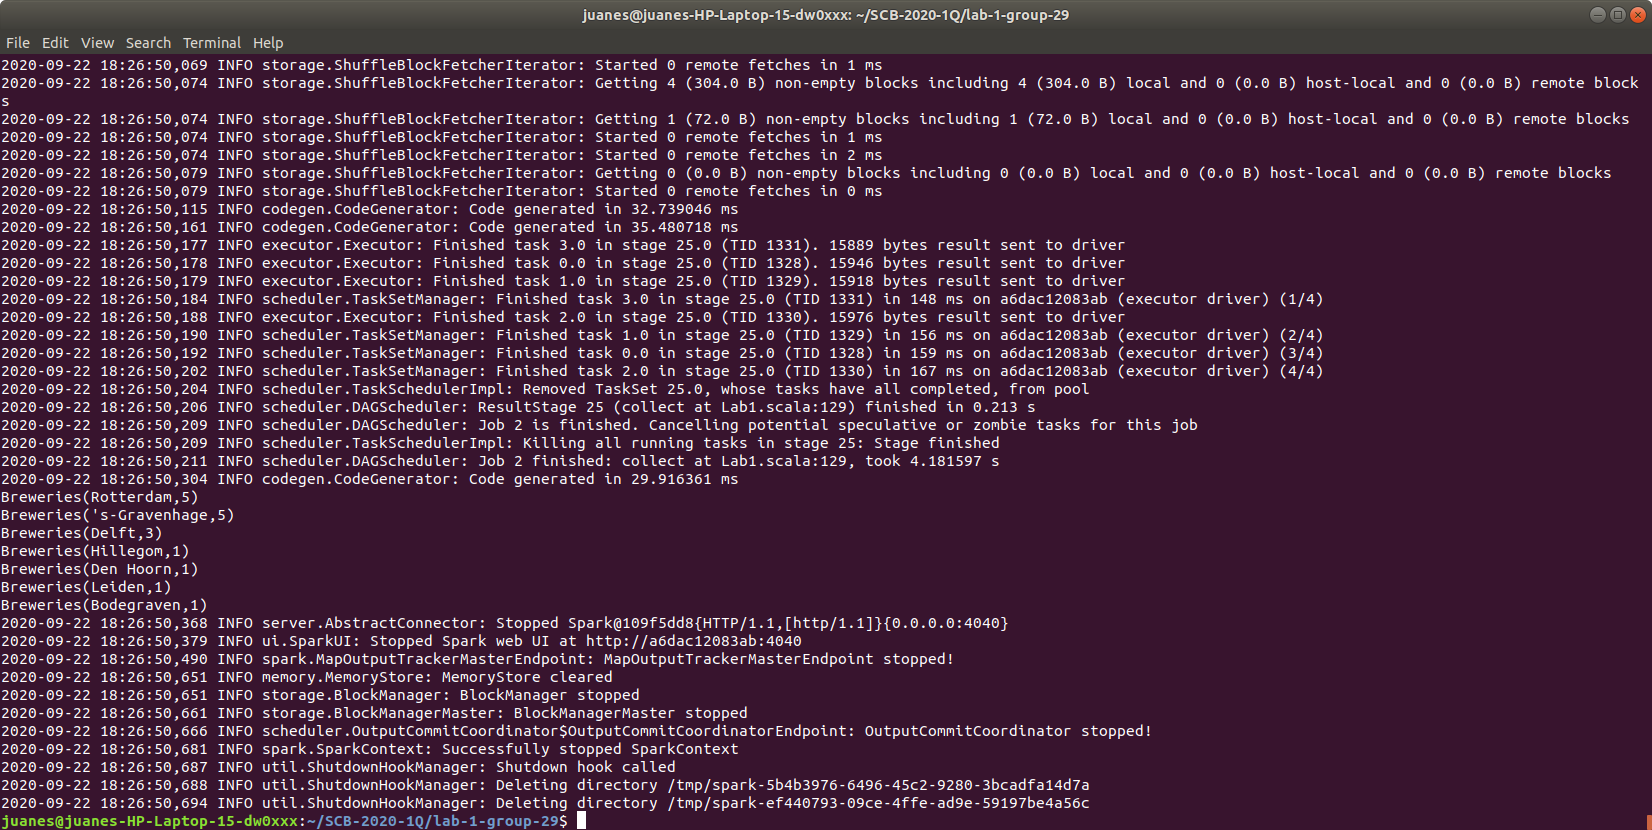 juanes@juanes-HP-Laptop-15-dw0xxx: ~/SCB-2020-1Q/lab-1-group-29
File Edit View Search Terminal Help
2020-09-22 18:26:50,069 INFO storage.ShuffleBlockFetcherIterator: Started 0 remote fetches in 1 ms
2020-09-22 18:26:50,074 INFO storage.ShuffleBlockFetcherIterator: Getting 4 (304.0 B) non-empty blocks including 4 (304.0 B) local and 0 (0.0 B) host-local and 0 (0.0 B) remote block
s
2020-09-22 18:26:50,074 INFO storage.ShuffleBlockFetcherIterator: Getting 1 (72.0 B) non-empty blocks including 1 (72.0 B) local and 0 (0.0 B) host-local and 0 (0.0 B) remote blocks
2020-09-22 18:26:50,074 INFO storage.ShuffleBlockFetcherIterator: Started 0 remote fetches in 1 ms
2020-09-22 18:26:50,074 INFO storage.ShuffleBlockFetcherIterator: Started 0 remote fetches in 2 ms
2020-09-22 18:26:50,079 INFO storage.ShuffleBlockFetcherIterator: Getting 0 (0.0 B) non-empty blocks including 0 (0.0 B) local and 0 (0.0 B) host-local and 0 (0.0 B) remote blocks
2020-09-22 18:26:50,079 INFO storage.ShuffleBlockFetcherIterator: Started 0 remote fetches in 0 ms
2020-09-22 18:26:50,115 INFO codegen.CodeGenerator: Code generated in 32.739046 ms
2020-09-22 18:26:50,161 INFO codegen.CodeGenerator: Code generated in 35.480718 ms
2020-09-22 18:26:50,177 INFO executor.Executor: Finished task 3.0 in stage 25.0 (TID 1331). 15889 bytes result sent to driver
2020-09-22 18:26:50,178 INFO executor.Executor: Finished task 0.0 in stage 25.0 (TID 1328). 15946 bytes result sent to driver
2020-09-22 18:26:50,179 INFO executor.Executor: Finished task 1.0 in stage 25.0 (TID 1329). 15918 bytes result sent to driver
2020-09-22 18:26:50,184 INFO scheduler.TaskSetManager: Finished task 3.0 in stage 25.0 (TID 1331) in 148 ms on a6dac12083ab (executor driver) (1/4)
2020-09-22 18:26:50,188 INFO executor.Executor: Finished task 2.0 in stage 25.0 (TID 1330). 15976 bytes result sent to driver
2020-09-22 18:26:50,190 INFO scheduler.TaskSetManager: Finished task 1.0 in stage 25.0 (TID 1329) in 156 ms on a6dac12083ab (executor driver) (2/4)
2020-09-22 18:26:50,192 INFO scheduler.TaskSetManager: Finished task 0.0 in stage 25.0 (TID 1328) in 159 ms on a6dac12083ab (executor driver) (3/4)
2020-09-22 18:26:50,202 INFO scheduler.TaskSetManager: Finished task 2.0 in stage 25.0 (TID 1330) in 167 ms on a6dac12083ab (executor driver) (4/4)
2020-09-22 18:26:50,204 INFO scheduler.TaskSchedulerImpl: Removed TaskSet 25.0, whose tasks have all completed, from pool
2020-09-22 18:26:50,206 INFO scheduler.DAGScheduler: ResultStage 25 (collect at Lab1.scala:129) finished in 0.213 s
2020-09-22 18:26:50,209 INFO scheduler.DAGScheduler: Job 2 is finished. Cancelling potential speculative or zombie tasks for this job
2020-09-22 18:26:50,209 INFO scheduler.TaskSchedulerImpl: Killing all running tasks in stage 25: Stage finished
2020-09-22 18:26:50,211 INFO scheduler.DAGScheduler: Job 2 finished: collect at Lab1.scala:129, took 4.181597 s
2020-09-22 18:26:50,304 INFO codegen.CodeGenerator: Code generated in 29.916361 ms
Breweries(Rotterdam,5)
Breweries('s-Gravenhage,5)
Breweries(Delft,3)
Breweries(Hillegom,1)
Breweries(Den Hoorn,1)
Breweries(Leiden,1)
Breweries(Bodegraven,1)
2020-09-22 18:26:50,368 INFO server.AbstractConnector: Stopped Spark@109f5dd8{HTTP/1.1,[http/1.1]}{0.0.0.0:4040}
2020-09-22 18:26:50,379 INFO ui.SparkUI: Stopped Spark web UI at http://a6dac12083ab:4040
2020-09-22 18:26:50,490 INFO spark.MapOutputTrackerMasterEndpoint: MapOutputTrackerMasterEndpoint stopped!
2020-09-22 18:26:50,651 INFO memory.MemoryStore: MemoryStore cleared
2020-09-22 18:26:50,651 INFO storage.BlockManager: BlockManager stopped
2020-09-22 18:26:50,661 INFO storage.BlockManagerMaster: BlockManagerMaster stopped
2020-09-22 18:26:50,666 INFO scheduler.OutputCommitCoordinator$OutputCommitCoordinatorEndpoint: OutputCommitCoordinator stopped!
2020-09-22 18:26:50,681 INFO spark.SparkContext: Successfully stopped SparkContext
2020-09-22 18:26:50,687 INFO util.ShutdownHookManager: Shutdown hook called
2020-09-22 18:26:50,688 INFO util.ShutdownHookManager: Deleting directory /tmp/spark-5b4b3976-6496-45c2-9280-3bcadfa14d7a
2020-09-22 18:26:50,694 INFO util.ShutdownHookManager: Deleting directory /tmp/spark-ef440793-09ce-4ffe-ad9e-59197be4a56c
juanes@juanes-HP-Laptop-15-dw0xxx:~/SCB-2020-1Q/lab-1-group-29$